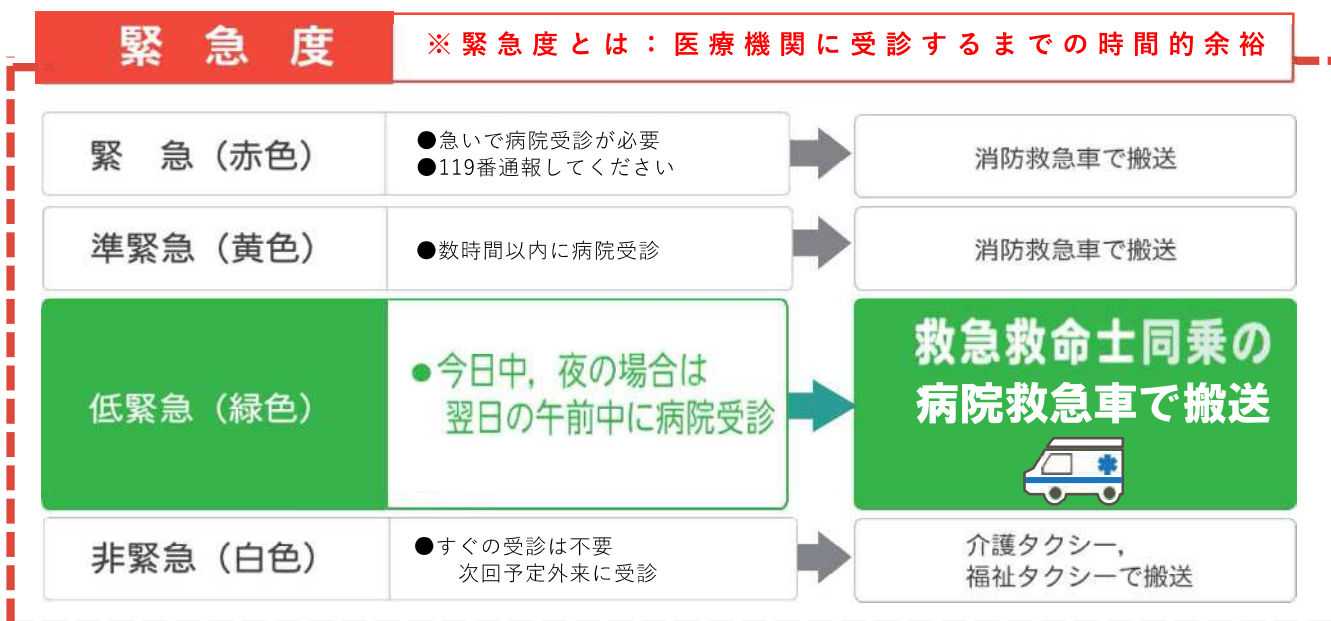 緊急度
※緊急度とは：医療機関に受診するまでの時間的余裕
緊　急（赤色）
●急いで病院受診が必要
●119番通報してください
消防救急車で搬送
準緊急（黄色）
●数時間以内に病院受診
消防救急車で搬送
低緊急（緑色）
●今日中，夜の場合は
翌日の午前中に病院受診
救急救命士同乗の
病院救急車で搬送
非緊急（白色）
●すぐの受診は不要
次回予定外来に受診
介護タクシー，
福祉タクシーで搬送